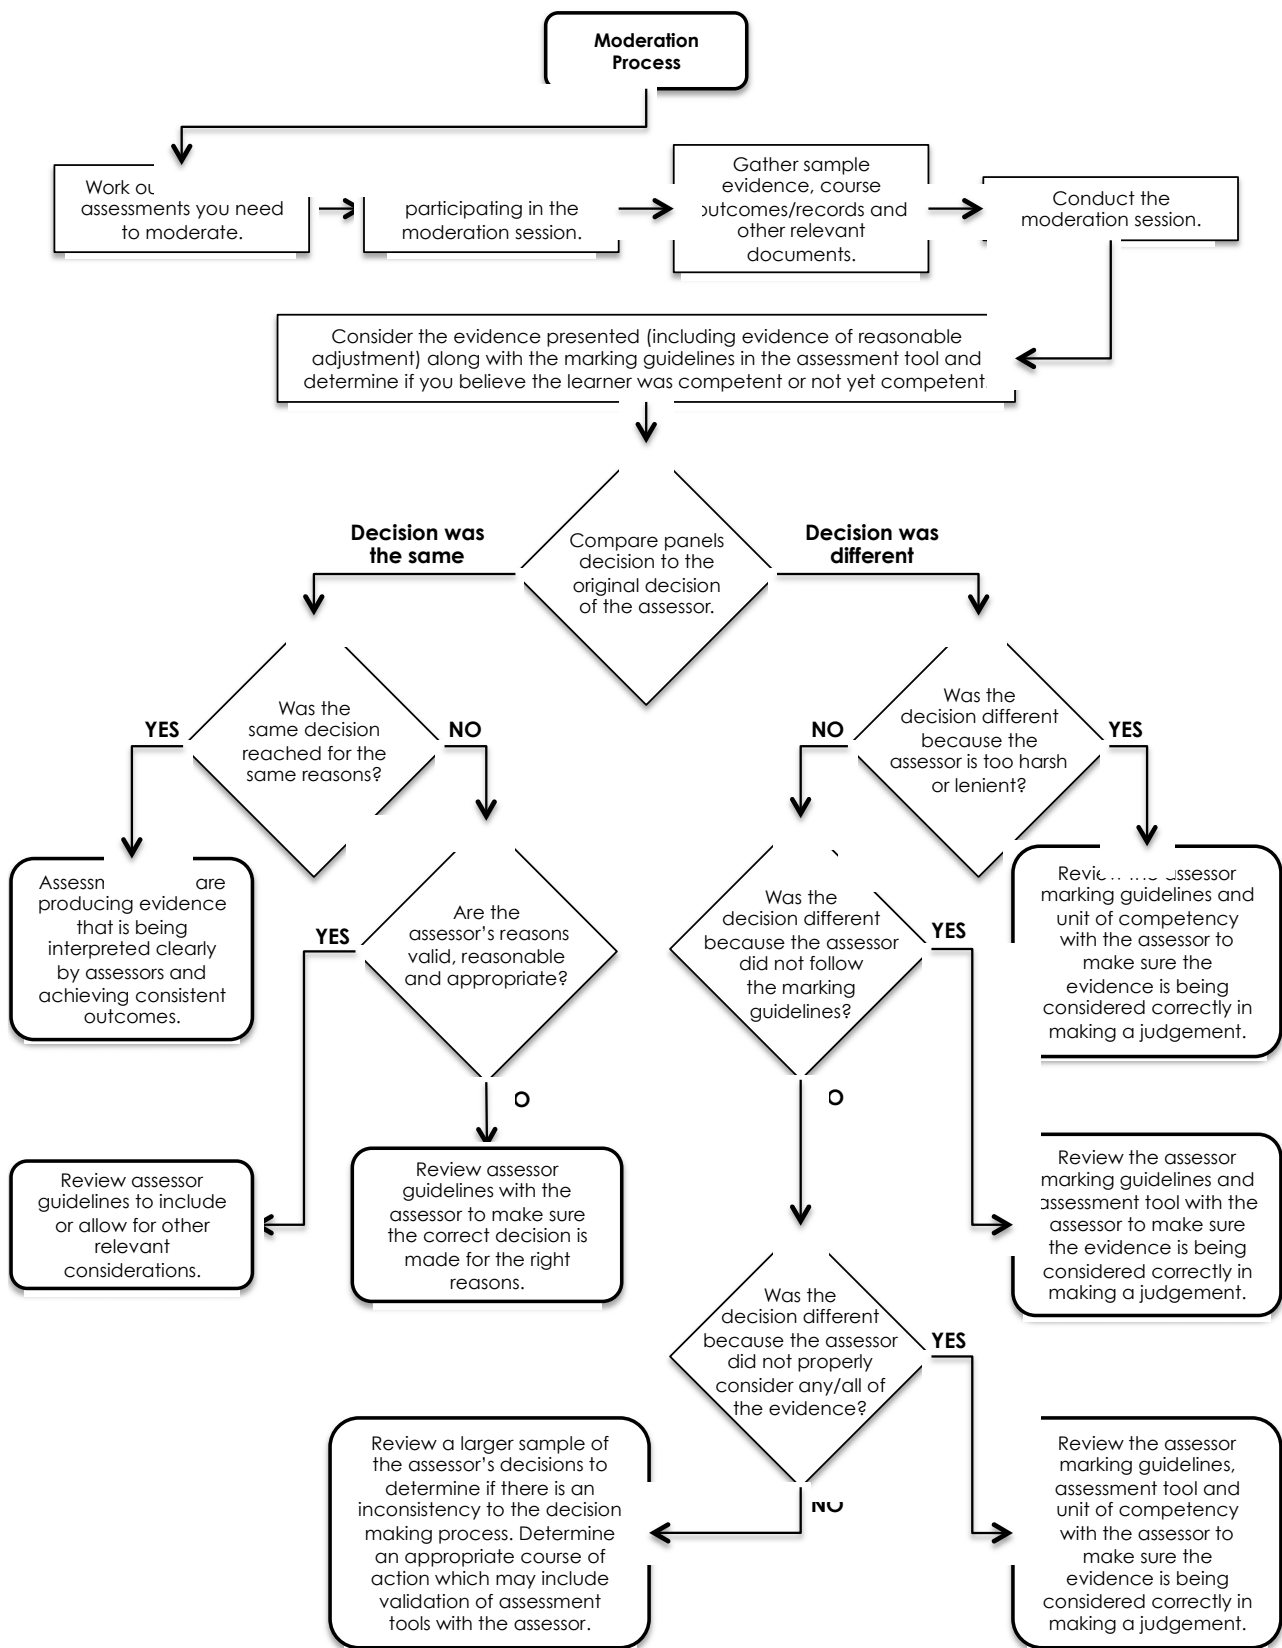 Moderation
Process
Work
assessments you need
to moderate.
participating in the
moderation session.
Gather sample
evidence, course
outcomes/records and
other relevant
documents.
Conduct the
moderation session.
Consider the evidence presented (including evidence of reasonable
adjustment) along with the marking guidelines in the assessment tool and
determine if you believe the learner was competent or not yet competent.
Decision was
the same
Compare panels
decision to the
original decision
of the assessor.
Decision was
different
YES
Was the
same decision
reached for the
same reasons?
NO
NO
Was the
decision different
because the
assessor is too harsh
or lenient?
YES
are
producing evidence
that is being
interpreted clearly
by assessors and
achieving consistent
outcomes.
YES
Are the
assessor's reasons
valid, reasonable
and appropriate?
Was the
decision different
because the assessor
did not follow
the marking
guidelines?
YES
Review the assessor
marking guidelines and
unit of competency
with the assessor to
make sure the
evidence is being
considered correctly in
making a judgement.
Review assessor
guidelines to include
or allow for other
relevant
considerations.
Review assessor
guidelines with the
assessor to make sure
the correct decision is
made for the right
reasons.
Review the assessor
marking guidelines and
assessment tool with the
assessor to make sure
the evidence is being
considered correctly in
making a judgement.
Was the
decision different
because the assessor
did not properly
consider any/all of
the evidence?
YES
NO
Review a larger sample of
the assessor's decisions to
determine if there is an
inconsistency to the decision
making process. Determine
an appropriate course of
action which may include
validation of assessment
tools with the assessor.
Review the assessor
marking guidelines,
assessment tool and
unit of competency
with the assessor to
make sure the
evidence is being
considered correctly in
making a judgement.